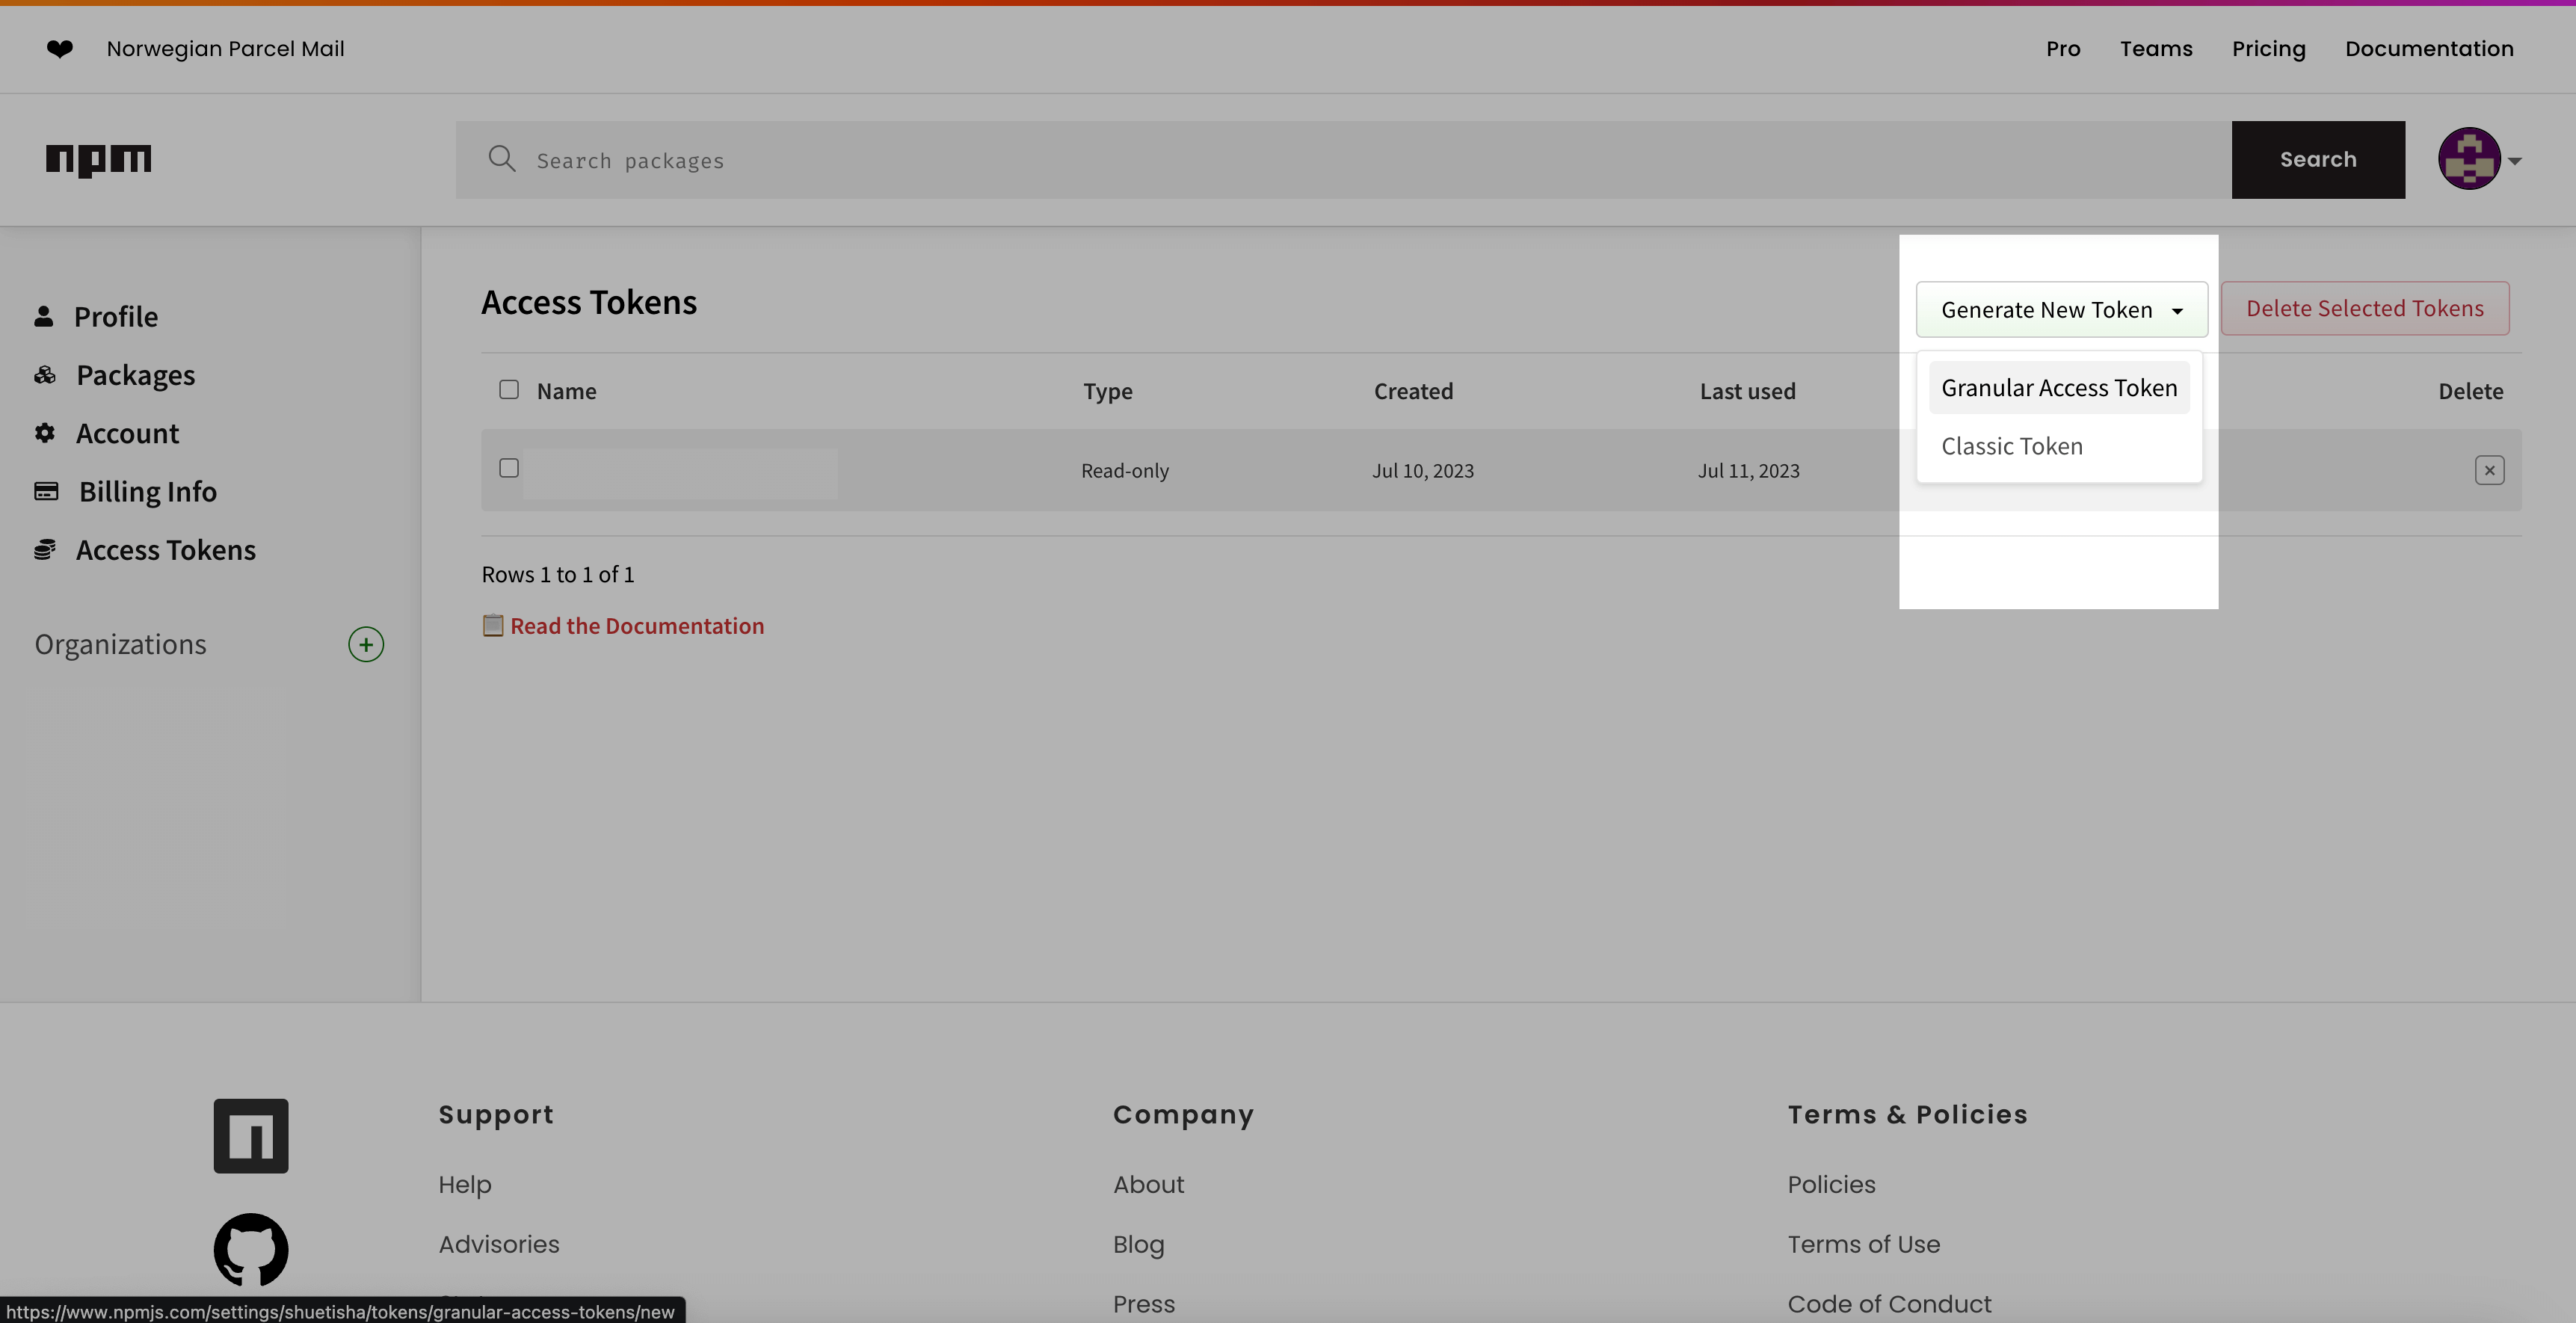 ❤ Norwegian Parcel Mail
Pro Teams Pricing Documentation
npm
Search packages
Search
Profile
Packages
Account
Billing Info
Access Tokens
Organizations
Access Tokens
Generate New Token
Delete Selected Tokens
Granular Access Token
Classic Token
Name Type Created Last used Delete
Read-only Jul 10, 2023 Jul 11, 2023
Rows 1 to 1 of 1
Read the Documentation
Support
Help
Advisories
Company
About
Blog
Press
Terms & Policies
Policies
Terms of Use
Code of Conduct
https://www.npmjs.com/settings/shuetisha/tokens/granular-access-tokens/new